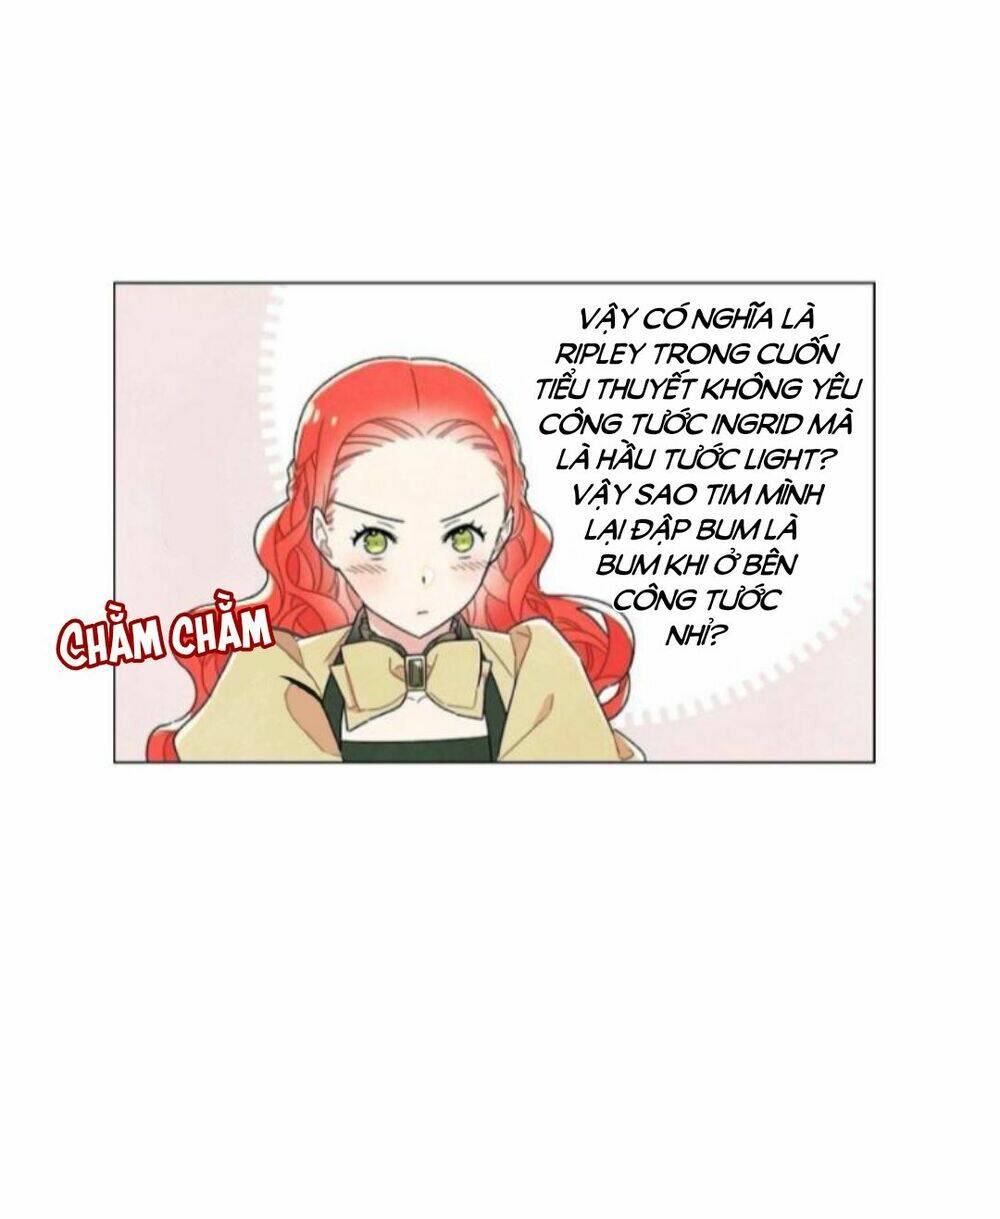 VẬY CÓ NGHĨA LÀ
RIPLEY TRONG CUỐN
TIỂU THUYẾT KHÔNG YÊU
CÔNG TƯỚC INGRID MÀ
LÀ HẦU TƯỚC LIGHT?
VẬY SAO TIM MÌNH
LẠI ĐẬP BUM LÀ
BUM KHI Ở BÊN
CÔNG TƯỚC
NHỈ?
CHẰM CHẰM